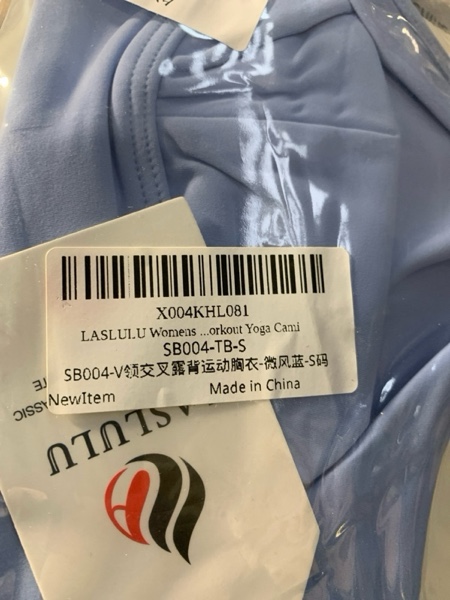 X004KHL081
LASLULU Womens ...orkout Yoga Cami
SB004-TB-S
SB004-V领交叉露背运动胸衣-微风蓝-S码
NewItem
Made in China
LASLULU